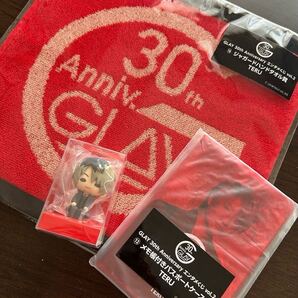 30th
Anniv.
GLAY
GLAY 30th Anniversary エンタメくじ vol.2
ジャガードハンドタオル賞
TERU
GLAY 30th Anniversary エンタメくじ vol.2
メモ帳付きパスポートケース
TERU